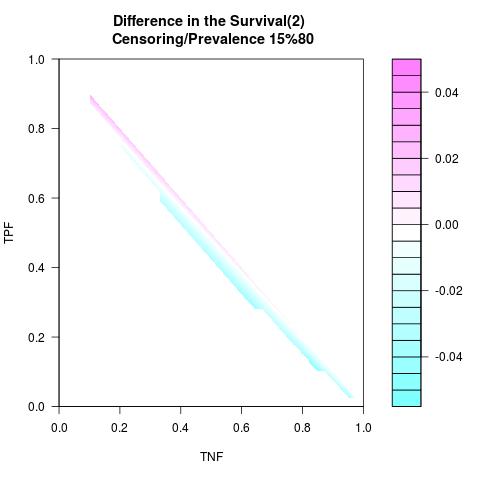 Difference in the Survival(2)
Censoring/Prevalence 15%80
1.0
0.8
0.6
0.4
0.2
0.0
TPF
0.0 0.2 0.4 0.6 0.8 1.0
TNF
0.04
0.02
0.00
-0.02
-0.04